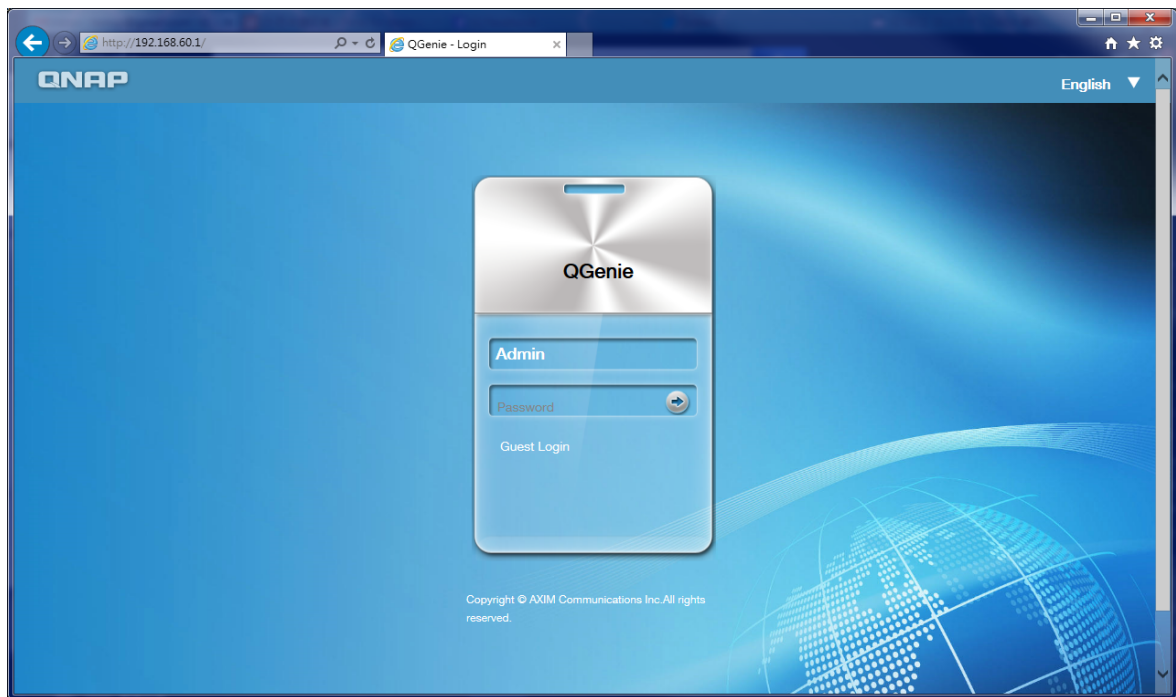 http://192.168.60.1/
QGenie - Login
QNAP
English
QGenie
Admin
Password
Guest Login
Copyright © AXIM Communications Inc.All rights
reserved.